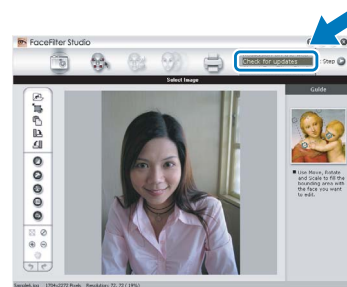 FaceFilter Studio
Check for updates
Step
Select Image
Guide
Use Move, Rotate
and Scale to fill the
bounding area with
the face you want
to edit.